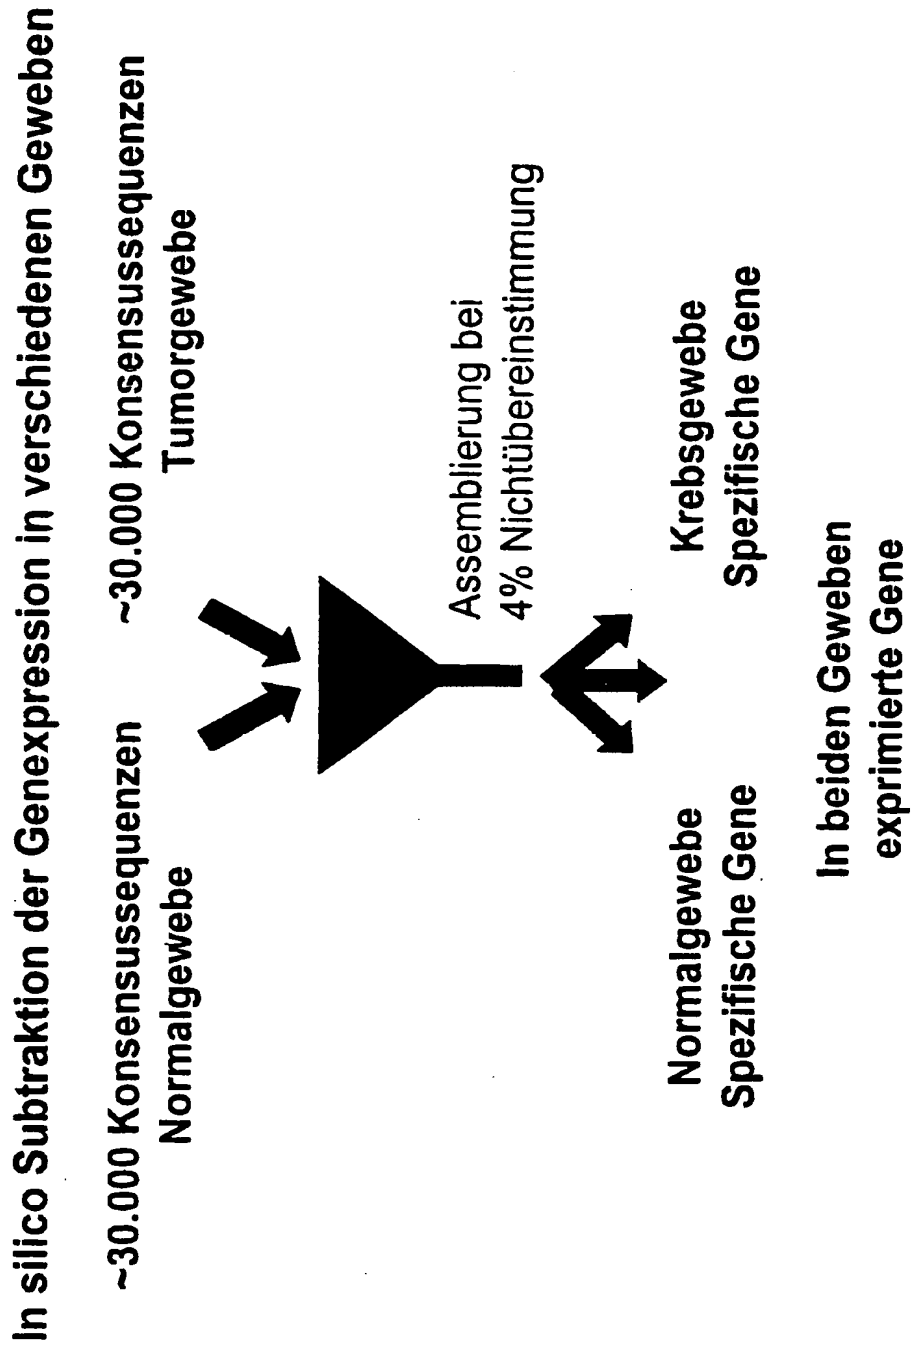 In silico Subtraktion der Genexpression in verschiedenen Geweben
~30.000 Konsensussequenzen
Normalgewebe
~30.000 Konsensussequenzen
Tumorgewebe
Assemblierung bei
4% Nichtübereinstimmung
Normalgewebe
Spezifische Gene
In beiden Geweben
exprimierte Gene
Krebsgewebe
Spezifische Gene